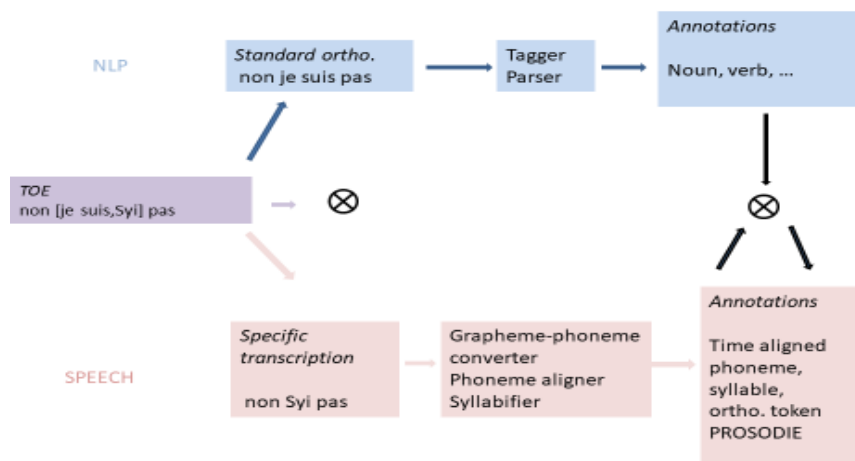 NLP
Standard ortho.
non je suis pas
Tagger
Parser
Annotations
Noun, verb, ...
TOE
non [je suis,Syi] pas
SPEECH
Specific
transcription
non Syi pas
Grapheme-phoneme
converter
Phoneme aligner
Syllabifier
Annotations
Time aligned
phoneme,
syllable,
ortho. token
PROSODIE